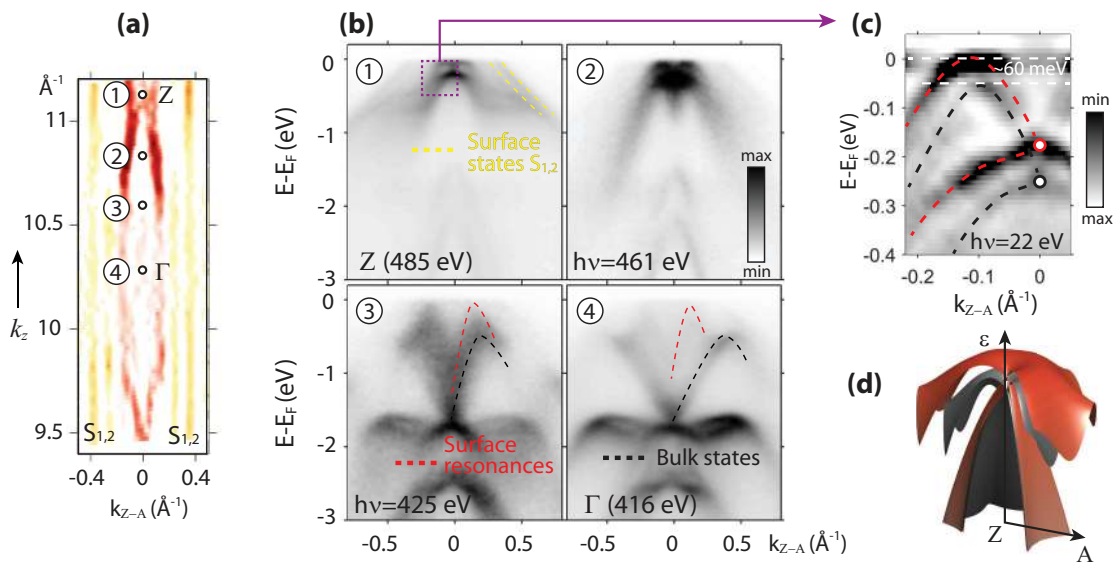 (a)
Å⁻¹
① Z
11
②
10.5
③
④ Γ
k_z
10
9.5
S₁,₂ S₁,₂
-0.4 0 0.4
k_Z–A (Å⁻¹)
(b)
① ②
0
-1
-2
-3
E-E_F (eV)
Surface
states S₁,₂
max
min
Z (485 eV) hν=461 eV
③ ④
0
-1
-2
-3
E-E_F (eV)
Surface
resonances
Bulk states
hν=425 eV Γ (416 eV)
-0.5 0 0.5 -0.5 0 0.5
k_Z–A (Å⁻¹)
(c)
0
-0.1
-0.2
-0.3
-0.4
E-E_F (eV)
~60 meV
min
max
hν=22 eV
-0.2 -0.1 0
k_Z–A (Å⁻¹)
(d)
ε
Z
A